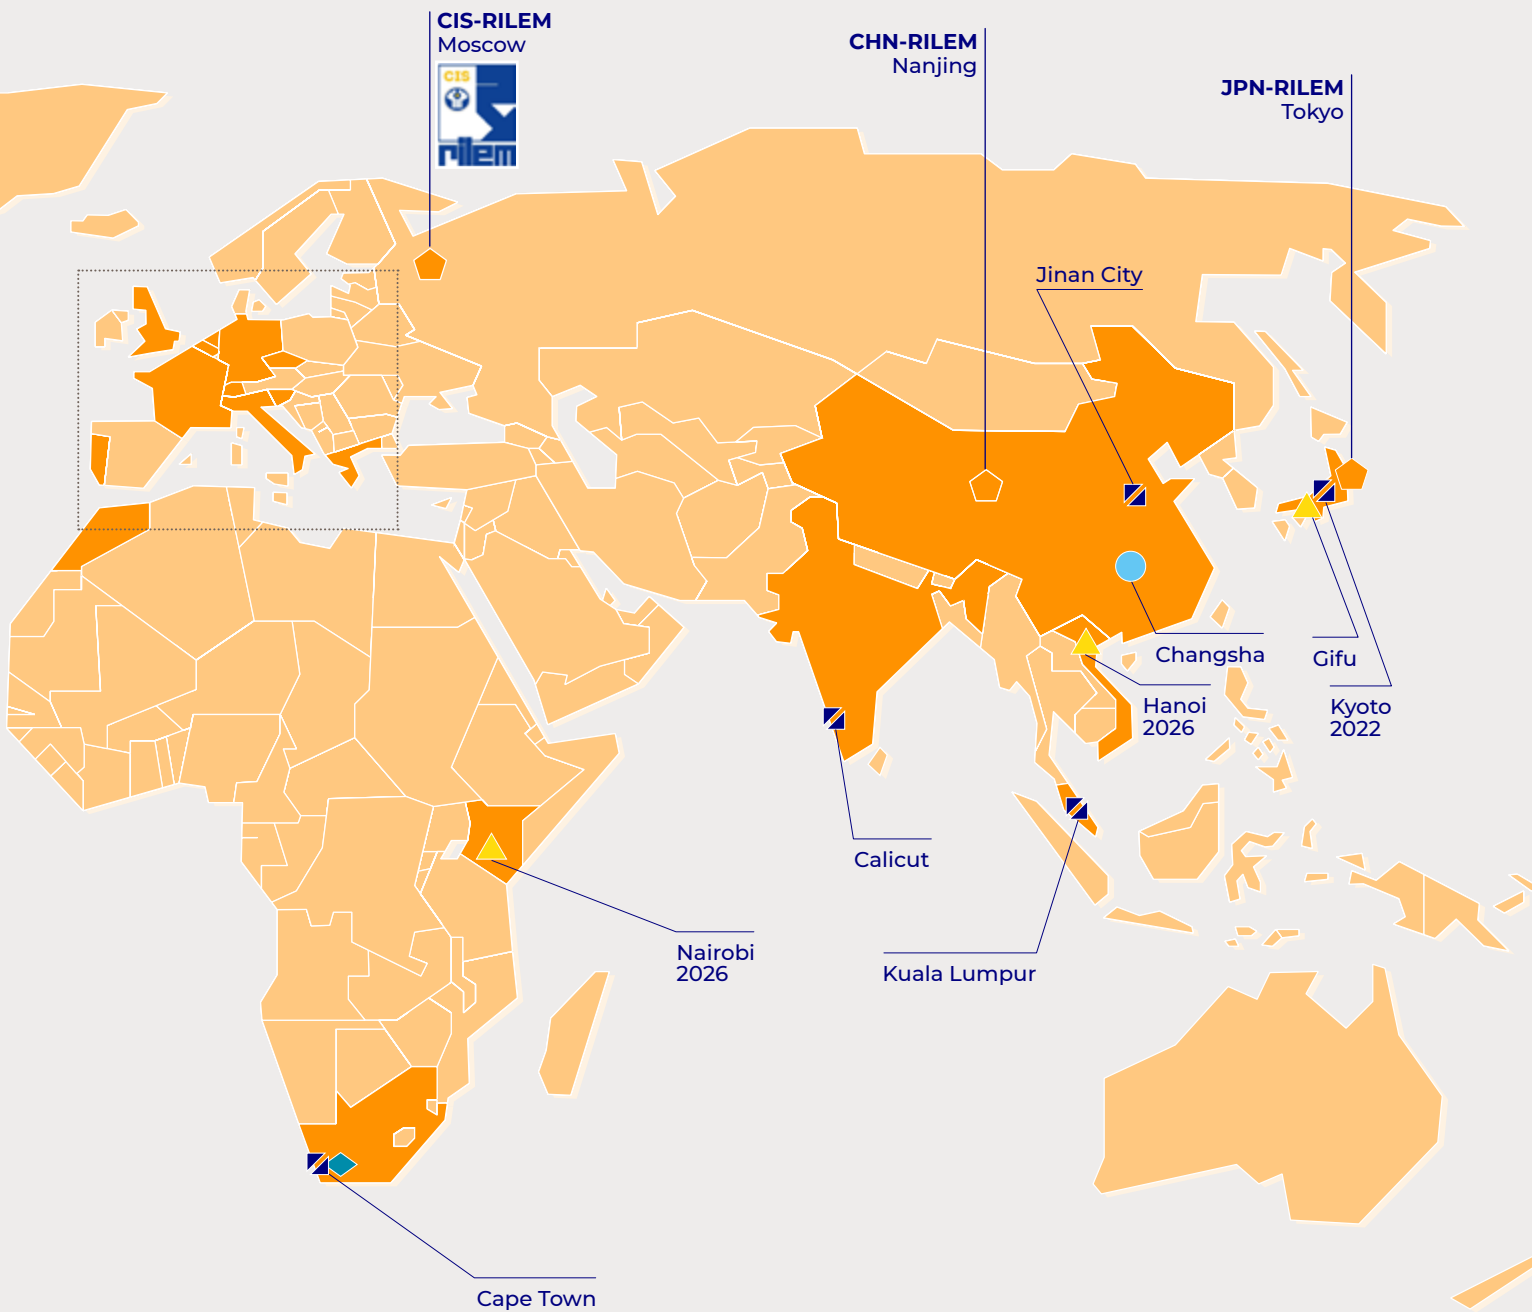 CIS-RILEM
Moscow
CIS
rilem
CHN-RILEM
Nanjing
JPN-RILEM
Tokyo
Jinan City
Changsha
Gifu
Hanoi
2026
Kyoto
2022
Calicut
Nairobi
2026
Kuala Lumpur
Cape Town